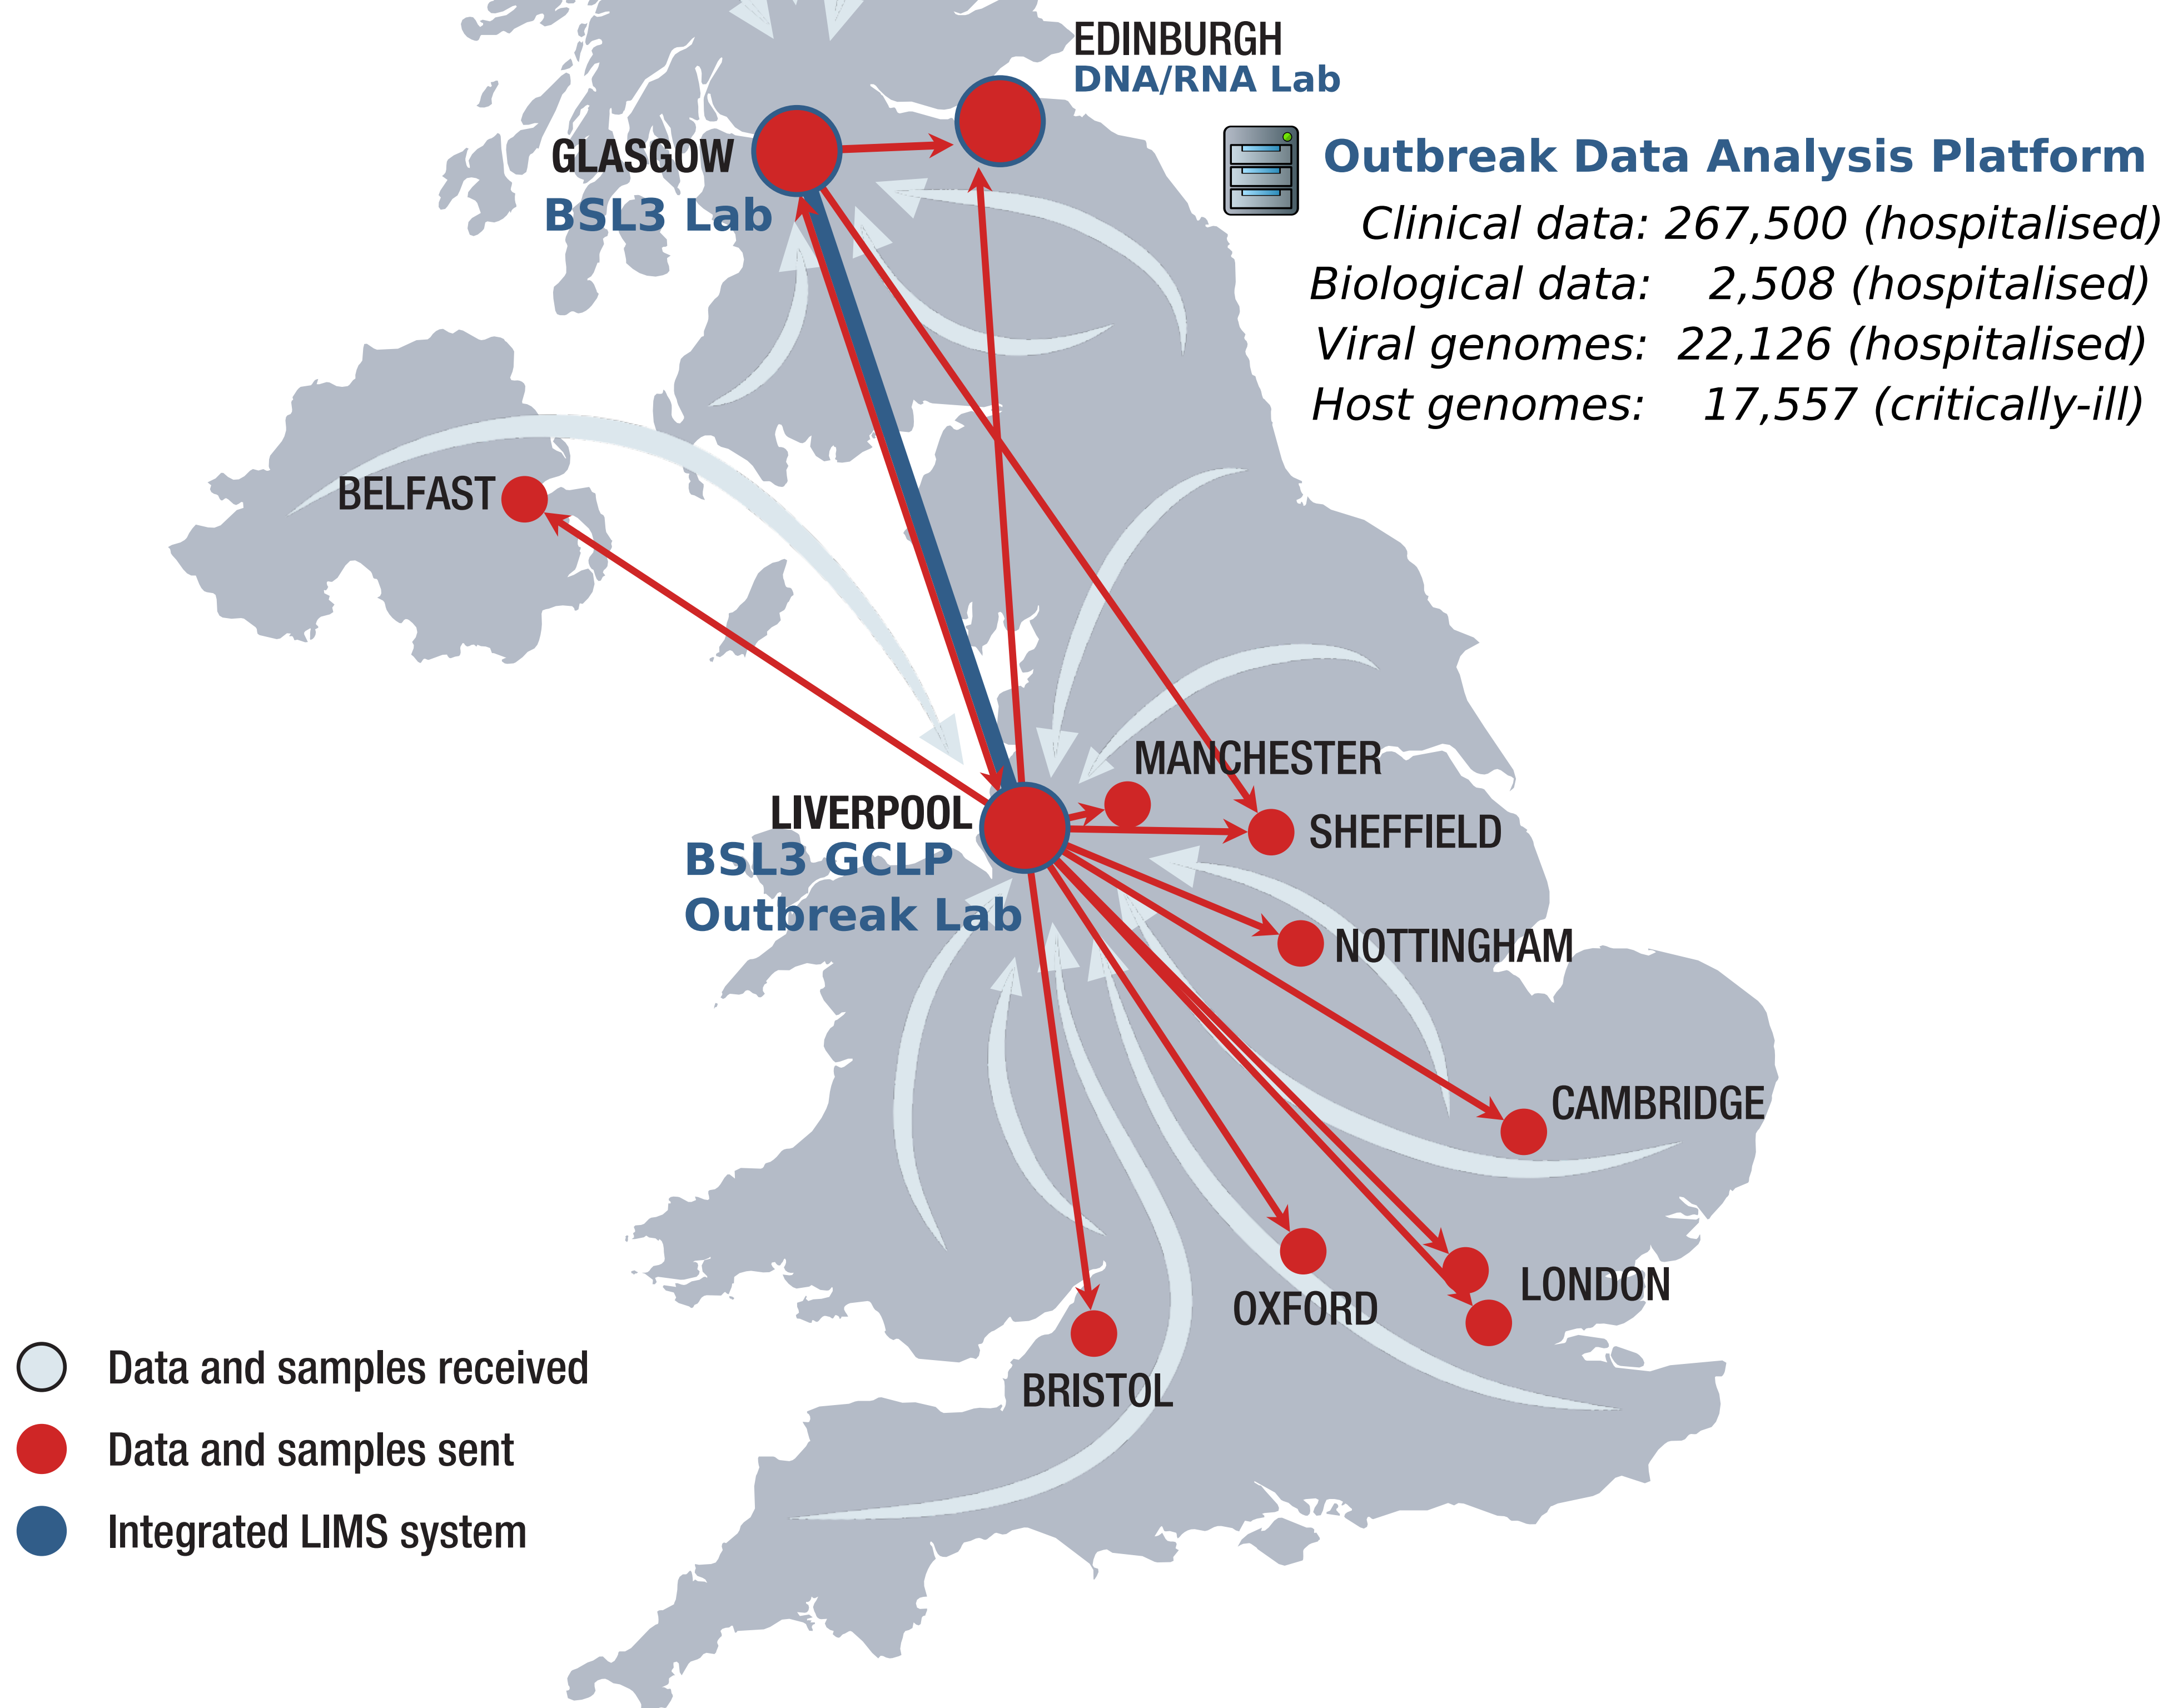 EDINBURGH
DNA/RNA Lab
GLASGOW
BSL3 Lab
Outbreak Data Analysis Platform
Clinical data: 267,500 (hospitalised)
Biological data: 2,508 (hospitalised)
Viral genomes: 22,126 (hospitalised)
Host genomes: 17,557 (critically-ill)
BELFAST
MANCHESTER
LIVERPOOL
BSL3 GCLP
Outbreak Lab
SHEFFIELD
NOTTINGHAM
CAMBRIDGE
LONDON
OXFORD
BRISTOL
Data and samples received
Data and samples sent
Integrated LIMS system